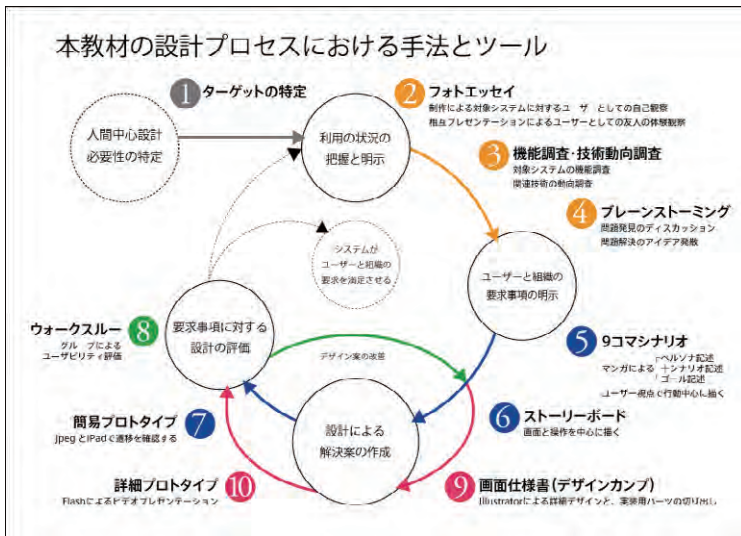 本教材の設計プロセスにおける手法とツール
1 ターゲットの特定
人間中心設計
必要性の特定
利用の状況の
把握と明示
2 フォトエッセイ
制作による対象システムに対するユーザーとしての自己観察
相互プレゼンテーションによるユーザーとしての友人の体験観察
3 機能調査・技術動向調査
対象システムの機能調査
関連技術の動向調査
4 ブレーンストーミング
問題発見のディスカッション
問題解決のアイデア発散
システムが
ユーザーと組織の
要求を満足させる
ユーザーと組織の
要求事項の明示
ウォークスルー 8
グループによる
ユーザビリティ評価
要求事項に対する
設計の評価
デザイン案の改善
5 9コマシナリオ
ペルソナ記述
マンガによる シナリオ記述
ゴール記述
ユーザー視点で行動中心に描く
簡易プロトタイプ 7
JpegとiPadで遷移を確認する
設計による
解決案の作成
6 ストーリーボード
画面と操作を中心に描く
詳細プロトタイプ 10
Flashによるビデオプレゼンテーション
9 画面仕様書(デザインカンプ)
Illustratorによる詳細デザインと、実装用パーツの切り出し